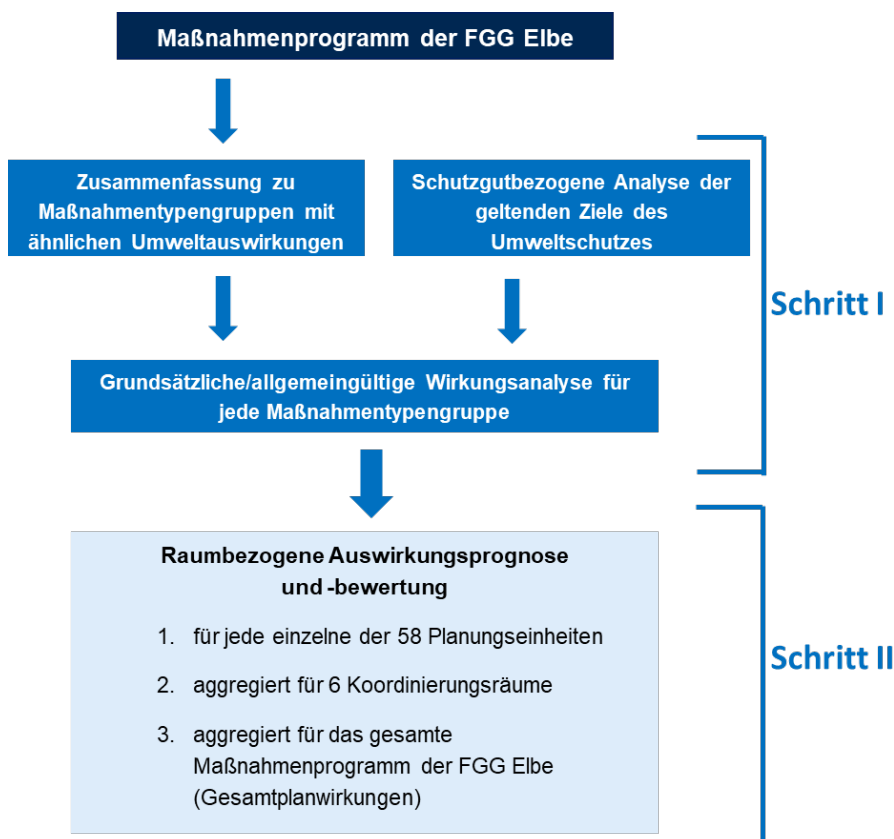 Maßnahmenprogramm der FGG Elbe
Zusammenfassung zu
Maßnahmentypengruppen mit
ähnlichen Umweltauswirkungen
Schutzgutbezogene Analyse der
geltenden Ziele des
Umweltschutzes
Schritt I
Grundsätzliche/allgemeingültige Wirkungsanalyse für
jede Maßnahmentypengruppe
Raumbezogene Auswirkungsprognose
und -bewertung
1. für jede einzelne der 58 Planungseinheiten
2. aggregiert für 6 Koordinierungsräume
3. aggregiert für das gesamte
Maßnahmenprogramm der FGG Elbe
(Gesamtplanwirkungen)
Schritt II